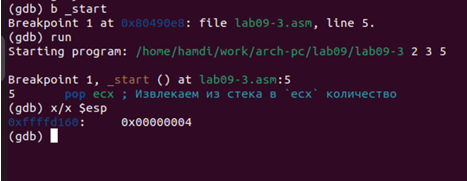 (gdb) b _start
Breakpoint 1 at 0x80490e8: file lab09-3.asm, line 5.
(gdb) run
Starting program: /home/hamdi/work/arch-pc/lab09/lab09-3 2 3 5
Breakpoint 1, _start () at lab09-3.asm:5
5 pop ecx ; Извлекаем из стека в `ecx` количество
(gdb) x/x $esp
0xffffd160: 0x00000004
(gdb)